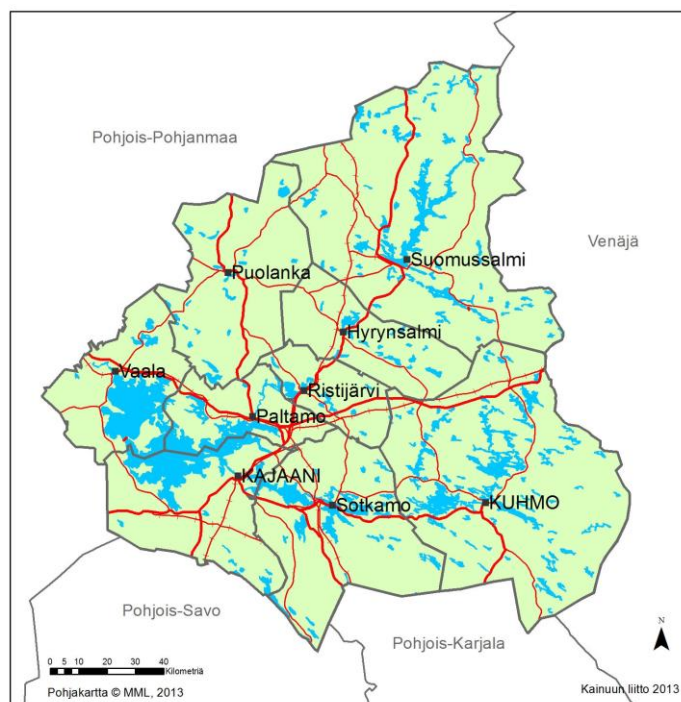 Pohjois-Pohjanmaa
Venäjä
Suomussalmi
Puolanka
Hyrynsalmi
Vaala
Ristijärvi
Paltamo
KAJAANI
Sotkamo
KUHMO
Pohjois-Savo
Pohjois-Karjala
N
0 5 10 20 30 40
Kilometriä
Pohjakartta © MML, 2013
Kainuun liitto 2013